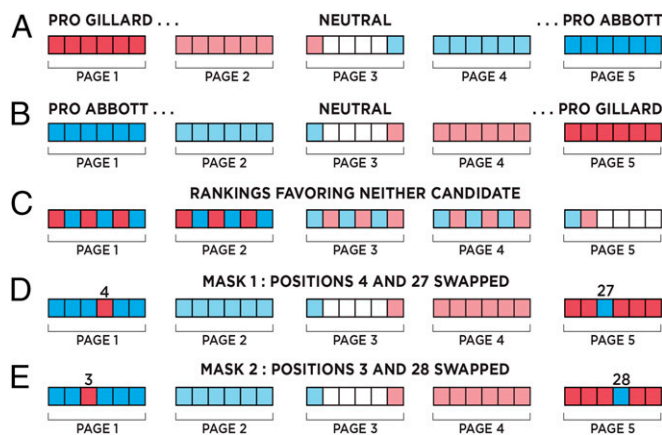 A PRO GILLARD ... NEUTRAL ... PRO ABBOTT
PAGE 1 PAGE 2 PAGE 3 PAGE 4 PAGE 5
B PRO ABBOTT ... NEUTRAL ... PRO GILLARD
PAGE 1 PAGE 2 PAGE 3 PAGE 4 PAGE 5
C RANKINGS FAVORING NEITHER CANDIDATE
PAGE 1 PAGE 2 PAGE 3 PAGE 4 PAGE 5
D MASK 1 : POSITIONS 4 AND 27 SWAPPED
4 27
PAGE 1 PAGE 2 PAGE 3 PAGE 4 PAGE 5
E MASK 2 : POSITIONS 3 AND 28 SWAPPED
3 28
PAGE 1 PAGE 2 PAGE 3 PAGE 4 PAGE 5